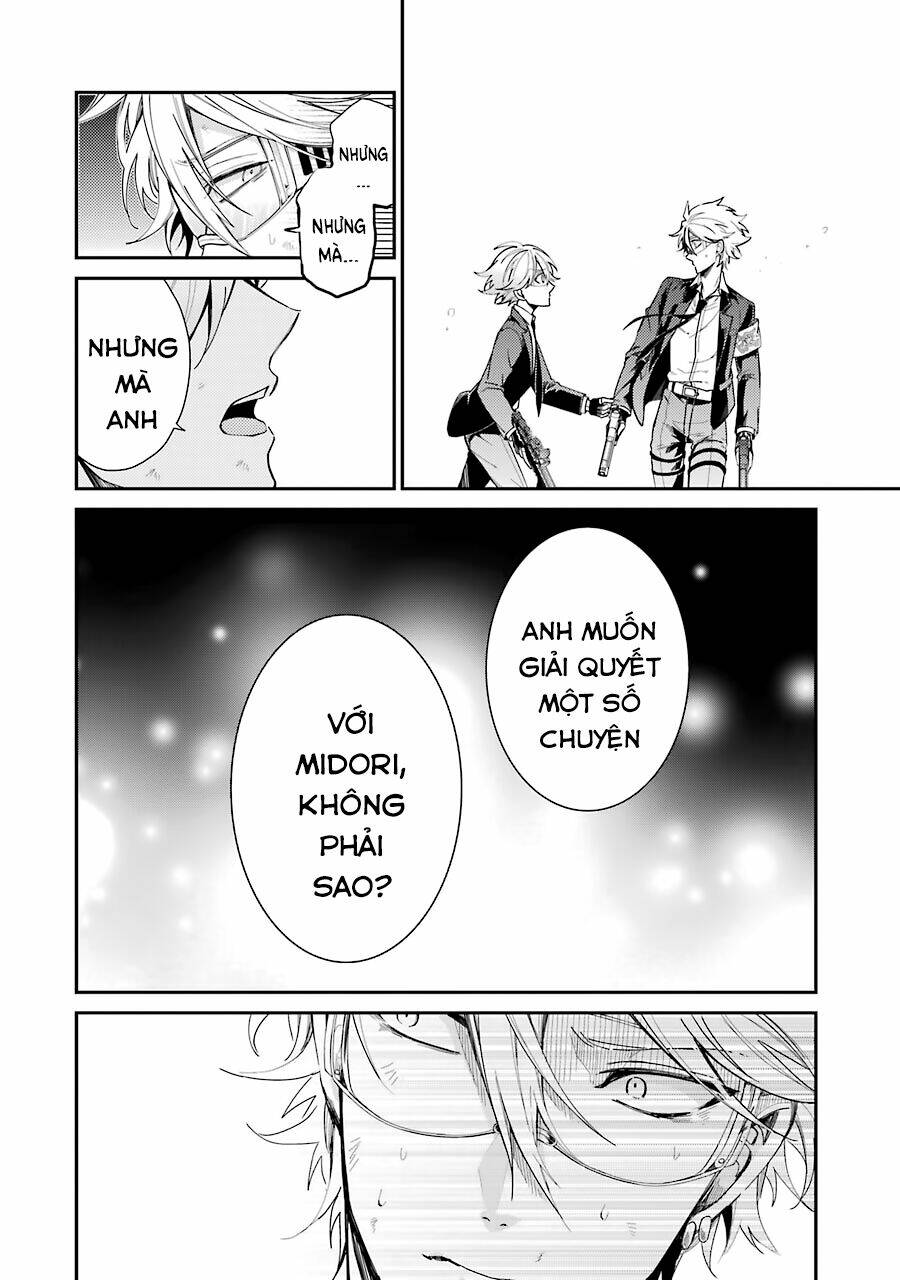 NHƯNG
...
NHƯNG
MÀ...
NHƯNG
MÀ
ANH
ANH MUỐN
GIẢI QUYẾT
MỘT SỐ
CHUYỆN
VỚI
MIDORI,
KHÔNG
PHẢI
SAO?